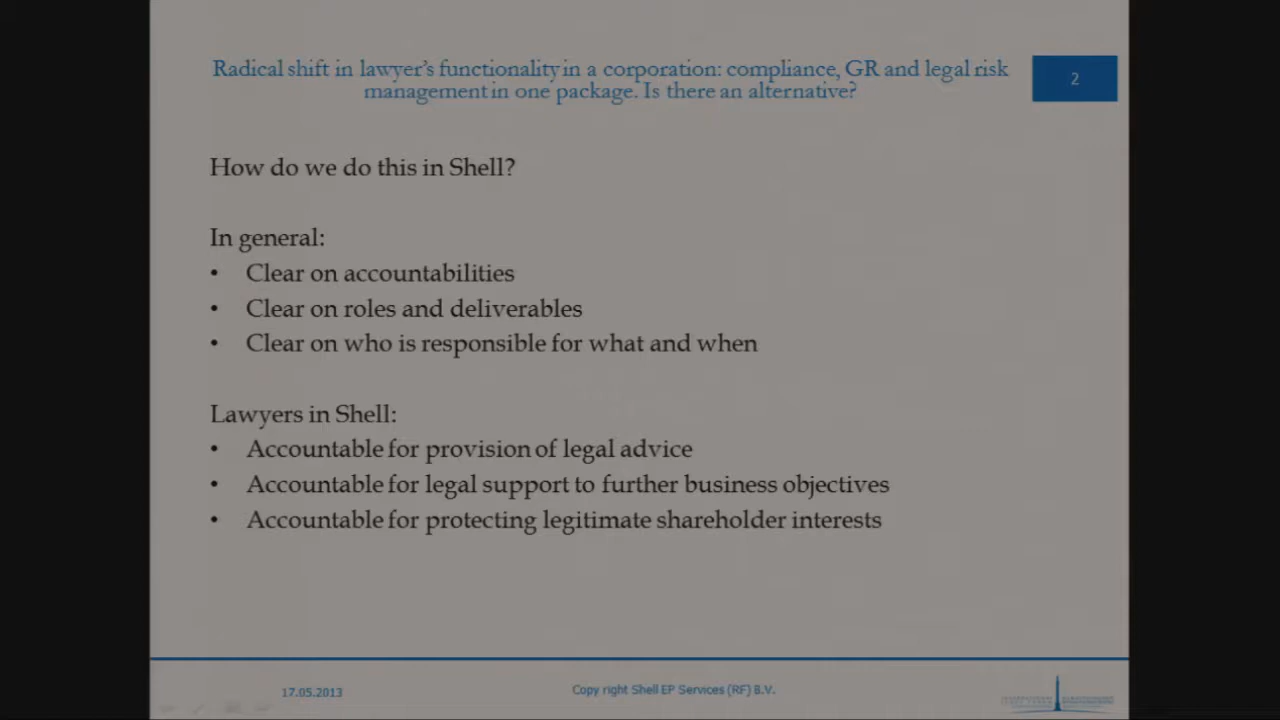 Radical shift in lawyer's functionality in a corporation: compliance, GR and legal risk
management in one package. Is there an alternative?
2
How do we do this in Shell?
In general:
• Clear on accountabilities
• Clear on roles and deliverables
• Clear on who is responsible for what and when
Lawyers in Shell:
• Accountable for provision of legal advice
• Accountable for legal support to further business objectives
• Accountable for protecting legitimate shareholder interests
17.05.2013
Copy right Shell EP Services (RF) B.V.